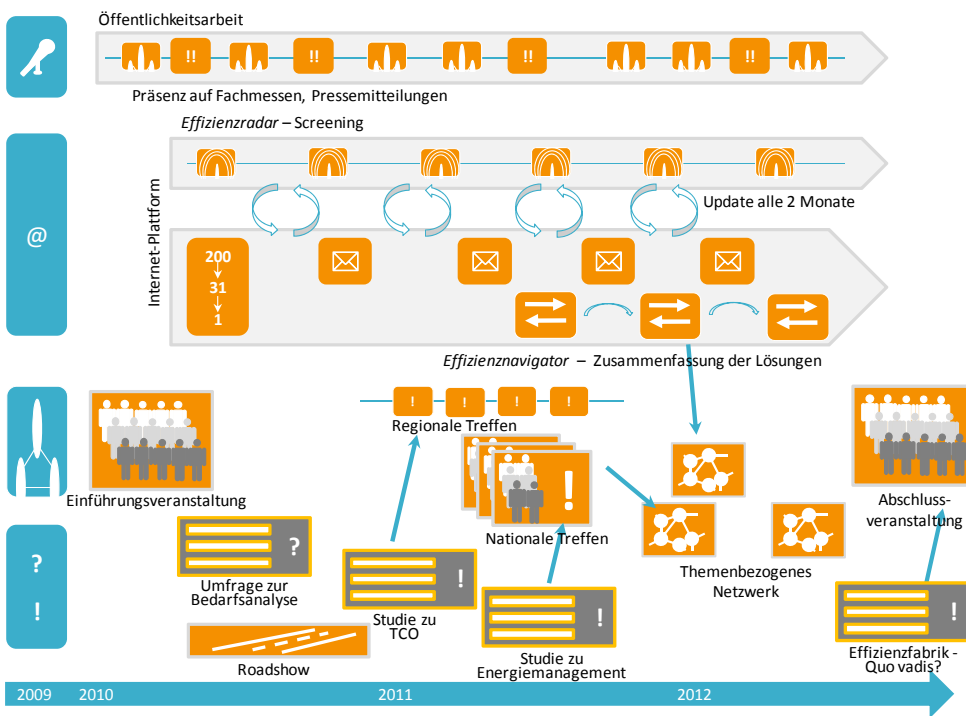 Öffentlichkeitsarbeit
!! !! !! !!
Präsenz auf Fachmessen, Pressemitteilungen
Effizienzradar – Screening
Update alle 2 Monate
@
Internet-Plattform
200
31
1
Effizienznavigator – Zusammenfassung der Lösungen
! ! ! !
Regionale Treffen
Einführungsveranstaltung
!
Nationale Treffen
Abschluss-
veranstaltung
?
!
?
Umfrage zur
Bedarfsanalyse
!
Studie zu
TCO
!
Studie zu
Energiemanagement
Themenbezogenes
Netzwerk
!
Effizienzfabrik -
Quo vadis?
Roadshow
2009 2010 2011 2012